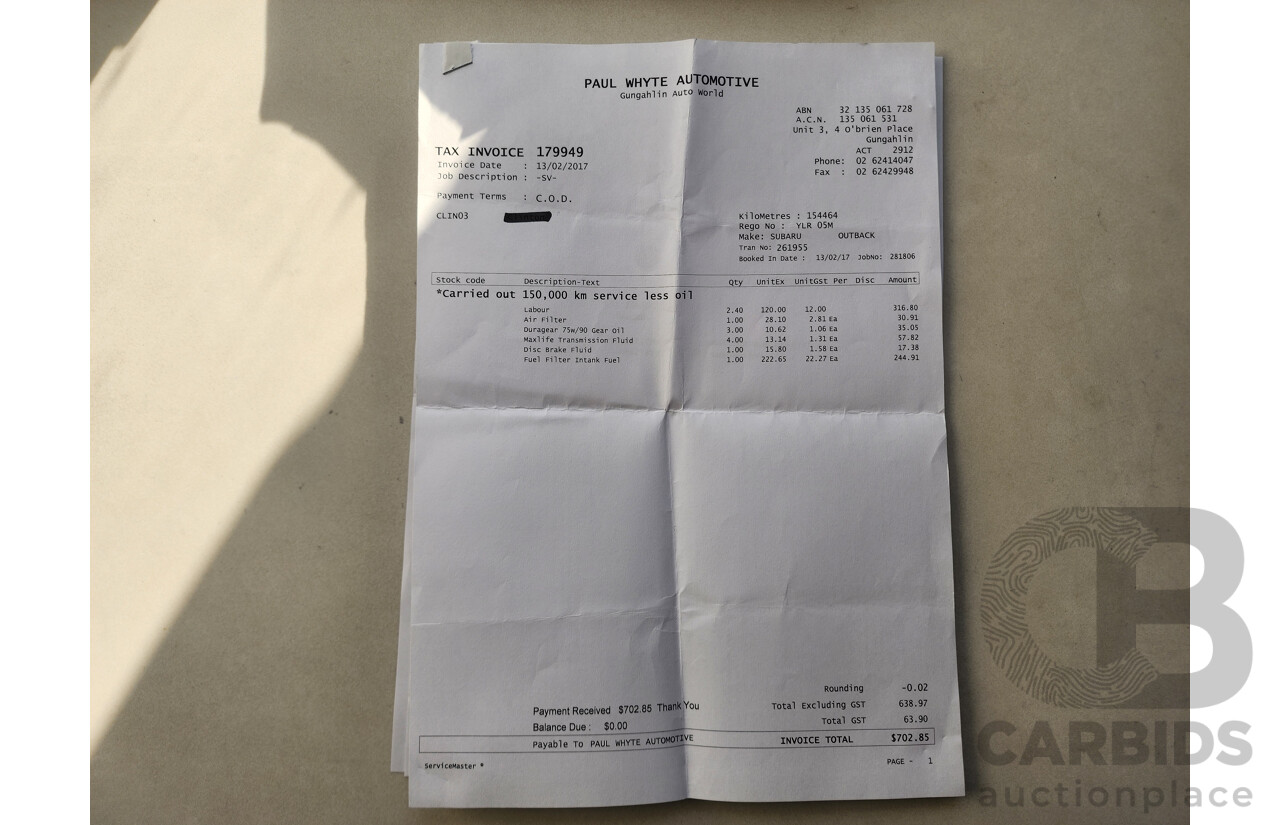 PAUL WHYTE AUTOMOTIVE
Gungahlin Auto World
ABN 32 135 061 728
A.C.N. 135 061 531
Unit 3, 4 O'brien Place
Gungahlin
ACT 2912
Phone: 02 62414047
Fax : 02 62429948
TAX INVOICE 179949
Invoice Date : 13/02/2017
Job Description : -SV-
Payment Terms : C.O.D.
CLIN03
KiloMetres : 154464
Rego No : YLR 05M
Make: SUBARU OUTBACK
Tran No: 261955
Booked In Date : 13/02/17 JobNo: 281806
Stock code Description-Text Qty UnitEx UnitGst Per Disc Amount
*Carried out 150,000 km service less oil
Labour 2.40 120.00 12.00 316.80
Air Filter 1.00 28.10 2.81 Ea 30.91
Duragear 75w/90 Gear Oil 3.00 10.62 1.06 Ea 35.05
Maxlife Transmission Fluid 4.00 13.14 1.31 Ea 57.82
Disc Brake Fluid 1.00 15.80 1.58 Ea 17.38
Fuel Filter Intank Fuel 1.00 222.65 22.27 Ea 244.91
Rounding -0.02
Payment Received $702.85 Thank You Total Excluding GST 638.97
Balance Due : $0.00 Total GST 63.90
Payable To PAUL WHYTE AUTOMOTIVE INVOICE TOTAL $702.85
ServiceMaster * PAGE - 1
CB
CARBIDS
auctionplace